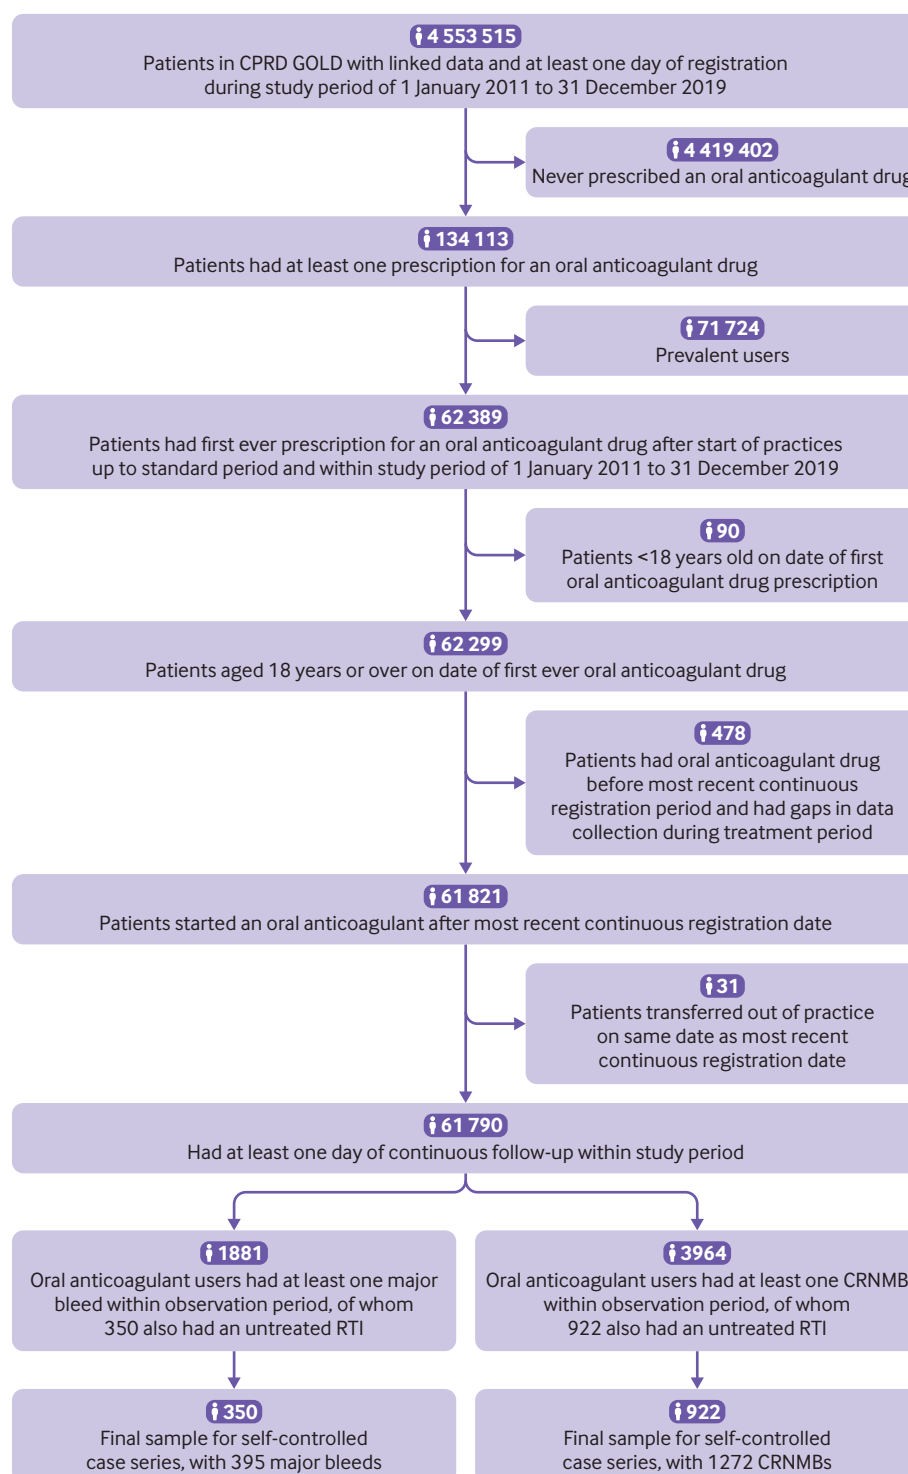 4 553 515
Patients in CPRD GOLD with linked data and at least one day of registration
during study period of 1 January 2011 to 31 December 2019
4 419 402
Never prescribed an oral anticoagulant drug
134 113
Patients had at least one prescription for an oral anticoagulant drug
71 724
Prevalent users
62 389
Patients had first ever prescription for an oral anticoagulant drug after start of practices
up to standard period and within study period of 1 January 2011 to 31 December 2019
90
Patients <18 years old on date of first
oral anticoagulant drug prescription
62 299
Patients aged 18 years or over on date of first ever oral anticoagulant drug
478
Patients had oral anticoagulant drug
before most recent continuous
registration period and had gaps in data
collection during treatment period
61 821
Patients started an oral anticoagulant after most recent continuous registration date
31
Patients transferred out of practice
on same date as most recent
continuous registration date
61 790
Had at least one day of continuous follow-up within study period
1881
Oral anticoagulant users had at least one major
bleed within observation period, of whom
350 also had an untreated RTI
3964
Oral anticoagulant users had at least one CRNMB
within observation period, of whom
922 also had an untreated RTI
350
Final sample for self-controlled
case series, with 395 major bleeds
922
Final sample for self-controlled
case series, with 1272 CRNMBs